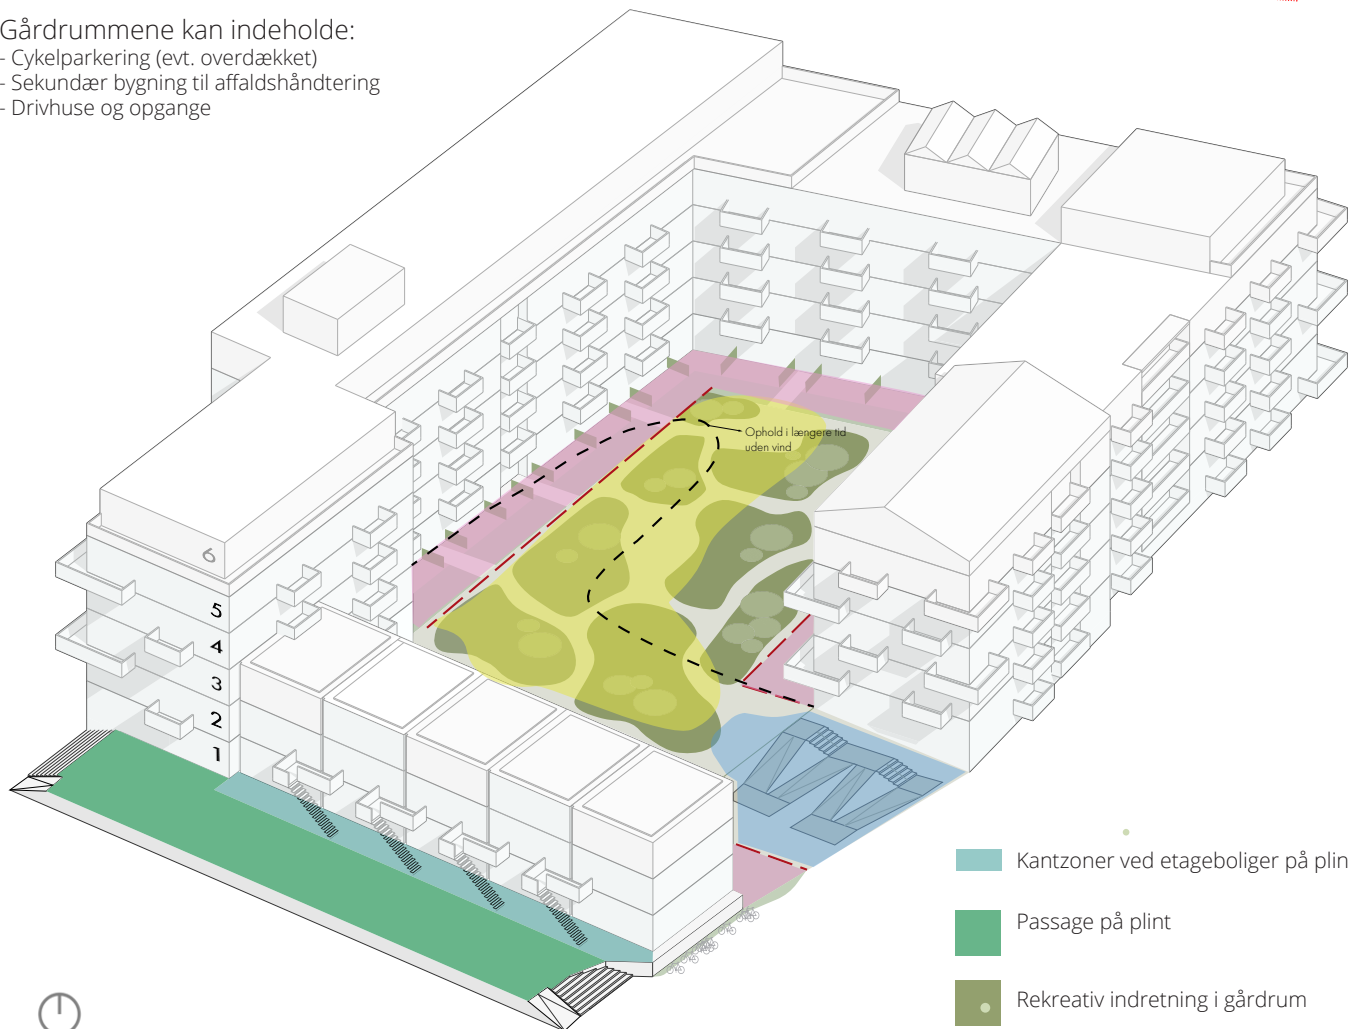 Gårdrummene kan indeholde:
- Cykelparkering (evt. overdækket)
- Sekundær bygning til affaldshåndtering
- Drivhuse og opgange
Ophold i længere tid
uden vind
6
5
4
3
2
1
Kantzoner ved etageboliger på plin
Passage på plint
Rekreativ indretning i gårdrum